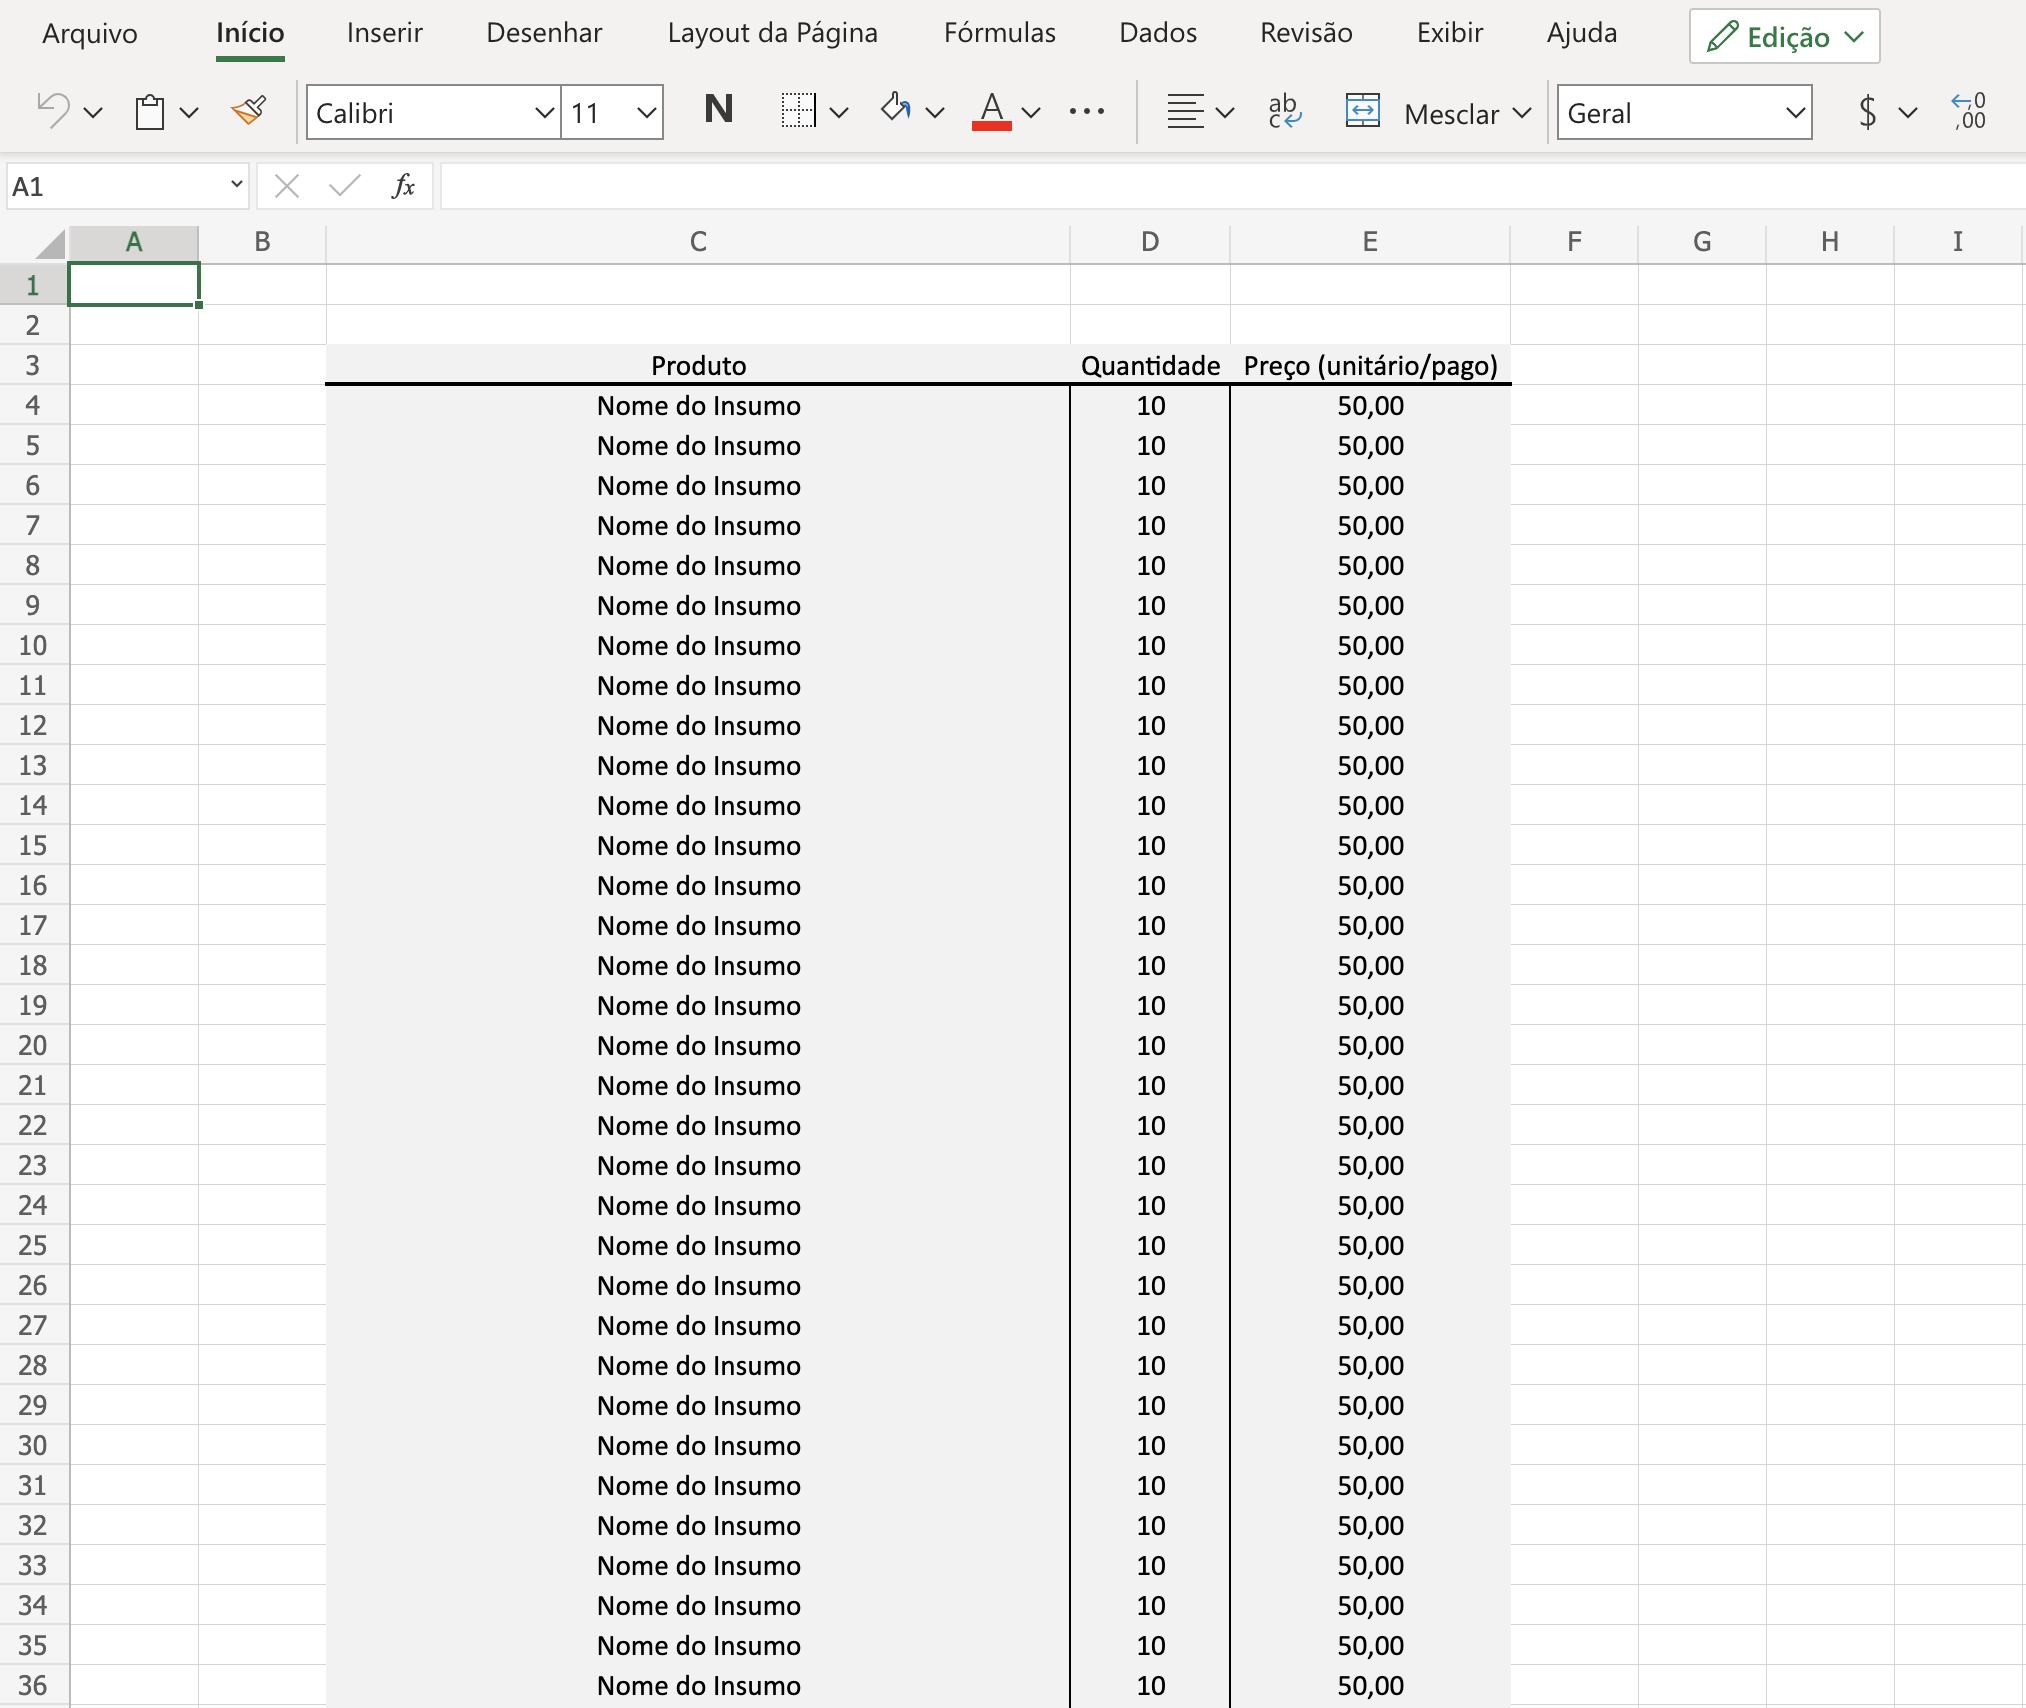 Arquivo Início Inserir Desenhar Layout da Página Fórmulas Dados Revisão Exibir Ajuda Edição
Calibri 11 N A ... ab c Mesclar Geral $ ,0 ,00
A1 fx
A B C D E F G H I
1
2
3 Produto Quantidade Preço (unitário/pago)
4 Nome do Insumo 10 50,00
5 Nome do Insumo 10 50,00
6 Nome do Insumo 10 50,00
7 Nome do Insumo 10 50,00
8 Nome do Insumo 10 50,00
9 Nome do Insumo 10 50,00
10 Nome do Insumo 10 50,00
11 Nome do Insumo 10 50,00
12 Nome do Insumo 10 50,00
13 Nome do Insumo 10 50,00
14 Nome do Insumo 10 50,00
15 Nome do Insumo 10 50,00
16 Nome do Insumo 10 50,00
17 Nome do Insumo 10 50,00
18 Nome do Insumo 10 50,00
19 Nome do Insumo 10 50,00
20 Nome do Insumo 10 50,00
21 Nome do Insumo 10 50,00
22 Nome do Insumo 10 50,00
23 Nome do Insumo 10 50,00
24 Nome do Insumo 10 50,00
25 Nome do Insumo 10 50,00
26 Nome do Insumo 10 50,00
27 Nome do Insumo 10 50,00
28 Nome do Insumo 10 50,00
29 Nome do Insumo 10 50,00
30 Nome do Insumo 10 50,00
31 Nome do Insumo 10 50,00
32 Nome do Insumo 10 50,00
33 Nome do Insumo 10 50,00
34 Nome do Insumo 10 50,00
35 Nome do Insumo 10 50,00
36 Nome do Insumo 10 50,00